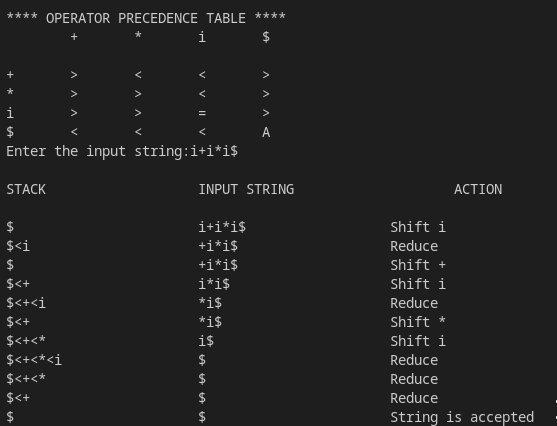 **** OPERATOR PRECEDENCE TABLE ****
        +       *       i       $
+       >       <       <       >
*       >       >       <       >
i       >       >       =       >
$       <       <       <       A
Enter the input string:i+i*i$
STACK                   INPUT STRING                    ACTION
$                       i+i*i$                  Shift i
$<i                     +i*i$                   Reduce
$                       +i*i$                   Shift +
$<+                     i*i$                    Shift i
$<+<i                   *i$                     Reduce
$<+                     *i$                     Shift *
$<+<*                   i$                      Shift i
$<+<*<i                 $                       Reduce
$<+<*                   $                       Reduce
$<+                     $                       Reduce
$                       $                       String is accepted